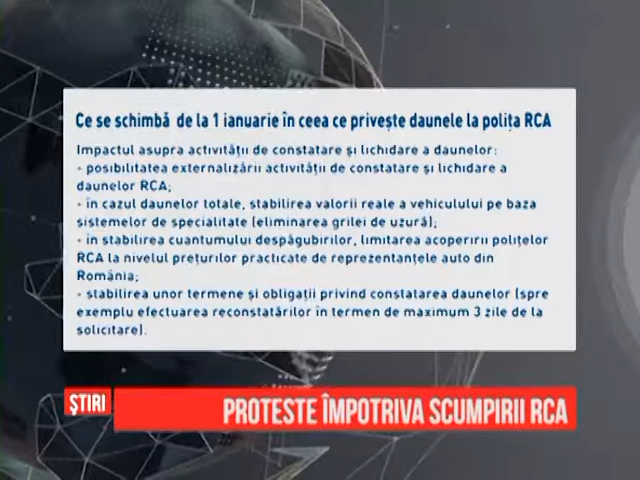 Ce se schimbă de la 1 ianuarie în ceea ce privește daunele la polița RCA
Impactul asupra activității de constatare și lichidare a daunelor:
- posibilitatea externalizării activității de constatare și lichidare a
daunelor RCA;
- în cazul daunelor totale, stabilirea valorii reale a vehiculului pe baza
sistemelor de specialitate (eliminarea grilei de uzură);
- în stabilirea cuantumului despăgubirilor, limitarea acoperirii polițelor
RCA la nivelul prețurilor practicate de reprezentanțele auto din
România;
- stabilirea unor termene și obligații privind constatarea daunelor (spre
exemplu efectuarea reconstatărilor în termen de maximum 3 zile de la
solicitare).
ȘTIRI
PROTESTE ÎMPOTRIVA SCUMPIRII RCA